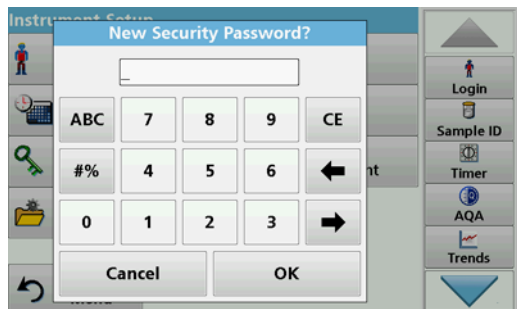 Instrument Setup
New Security Password?
_
ABC 7 8 9 CE
#% 4 5 6
0 1 2 3
Cancel OK
Menu
Login
Sample ID
Timer
AQA
Trends